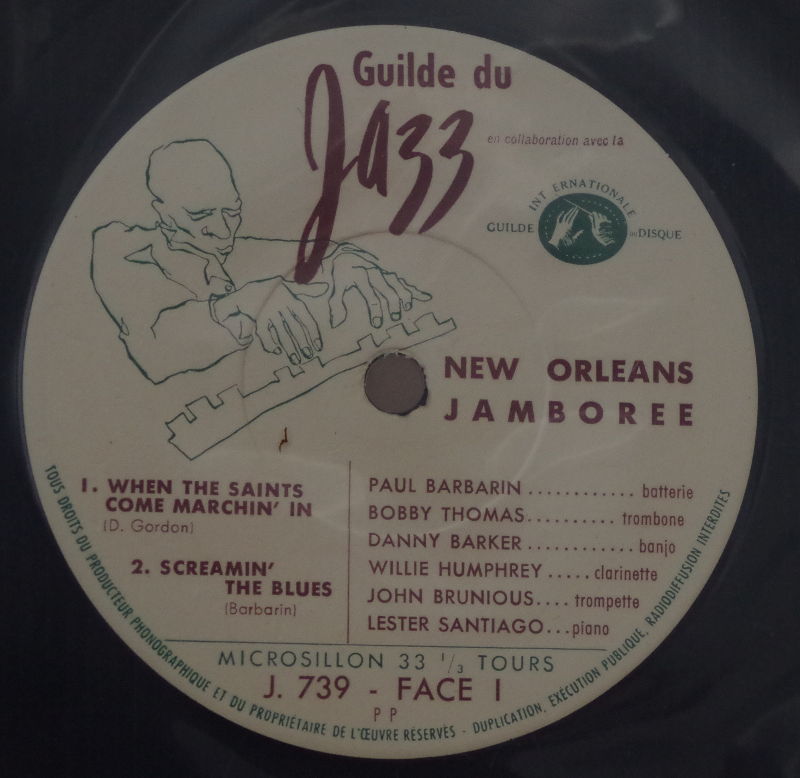 Guilde du
Jazz
en collaboration avec la
INTERNATIONALE
GUILDE DU DISQUE
NEW ORLEANS
JAMBOREE
1. WHEN THE SAINTS
COME MARCHIN' IN
(D. Gordon)
2. SCREAMIN'
THE BLUES
(Barbarin)
PAUL BARBARIN ............ batterie
BOBBY THOMAS.......... trombone
DANNY BARKER ............ banjo
WILLIE HUMPHREY ..... clarinette
JOHN BRUNIOUS.... trompette
LESTER SANTIAGO...piano
MICROSILLON 33 1/3 TOURS
J. 739 - FACE I
P P
TOUS DROITS DU PRODUCTEUR PHONOGRAPHIQUE ET DU PROPRIÉTAIRE DE L'ŒUVRE RÉSERVÉS - DUPLICATION, EXÉCUTION PUBLIQUE, RADIODIFFUSION INTERDITES